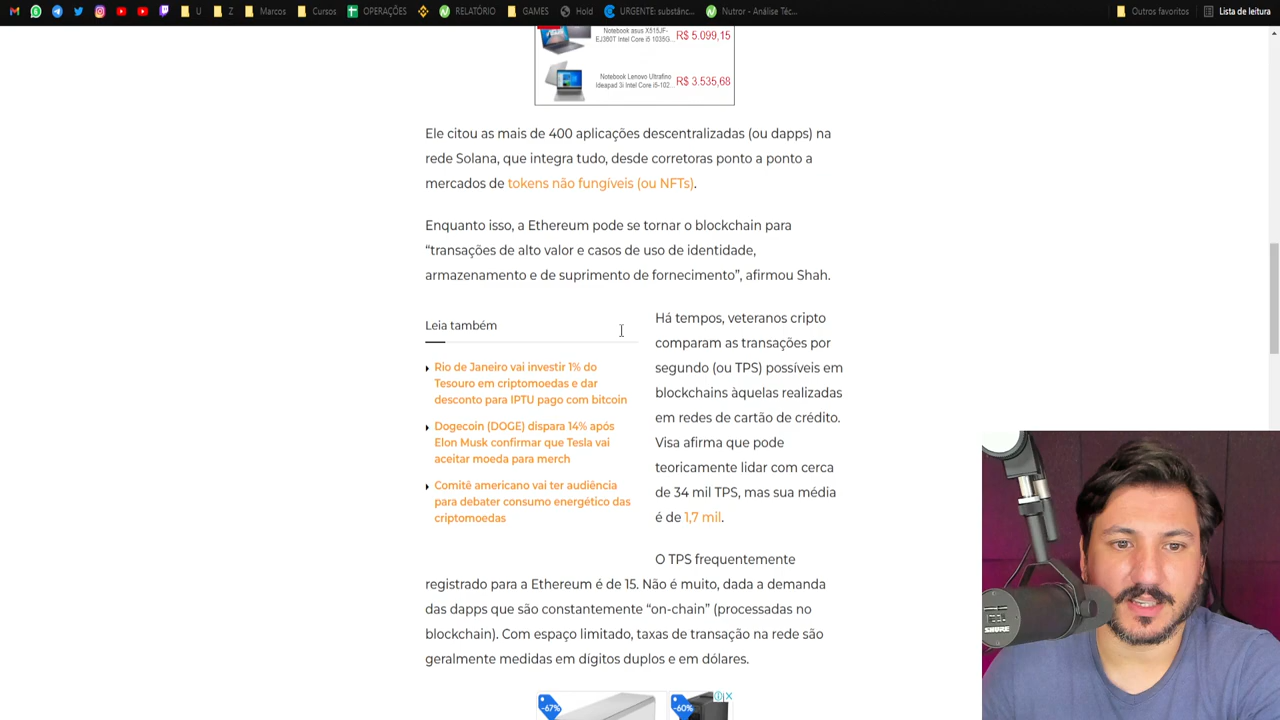 U
Z
Marcos
Cursos
OPERAÇÕES
RELATÓRIO
GAMES
Hold
URGENTE: substânc...
Nutror - Análise Téc...
Outros favoritos
Lista de leitura
Notebook asus X515JF-
EJ360T Intel Core i5 1035G...
R$ 5.099,15
Notebook Lenovo Ultrafino
Ideapad 3i Intel Core i5-102...
R$ 3.535,68
Ele citou as mais de 400 aplicações descentralizadas (ou dapps) na
rede Solana, que integra tudo, desde corretoras ponto a ponto a
mercados de tokens não fungíveis (ou NFTs).
Enquanto isso, a Ethereum pode se tornar o blockchain para
“transações de alto valor e casos de uso de identidade,
armazenamento e de suprimento de fornecimento”, afirmou Shah.
Leia também
Rio de Janeiro vai investir 1% do
Tesouro em criptomoedas e dar
desconto para IPTU pago com bitcoin
Dogecoin (DOGE) dispara 14% após
Elon Musk confirmar que Tesla vai
aceitar moeda para merch
Comitê americano vai ter audiência
para debater consumo energético das
criptomoedas
Há tempos, veteranos cripto
comparam as transações por
segundo (ou TPS) possíveis em
blockchains àquelas realizadas
em redes de cartão de crédito.
Visa afirma que pode
teoricamente lidar com cerca
de 34 mil TPS, mas sua média
é de 1,7 mil.
O TPS frequentemente
registrado para a Ethereum é de 15. Não é muito, dada a demanda
das dapps que são constantemente “on-chain” (processadas no
blockchain). Com espaço limitado, taxas de transação na rede são
geralmente medidas em dígitos duplos e em dólares.
-67%
-60%
SHURE